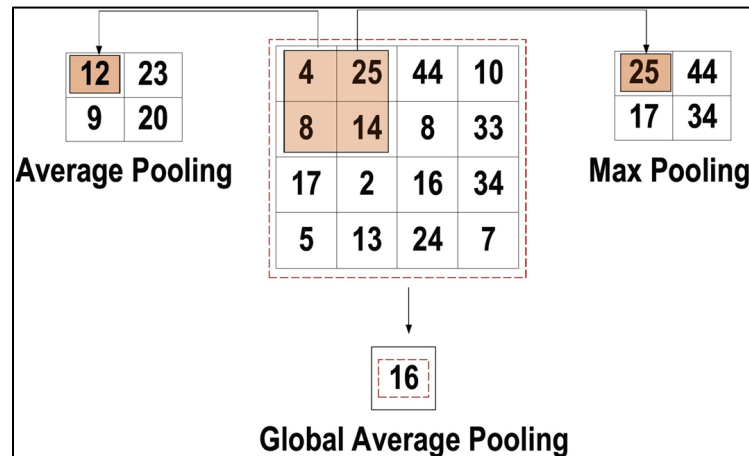 12 23
9 20
Average Pooling
4 25 44 10
8 14 8 33
17 2 16 34
5 13 24 7
25 44
17 34
Max Pooling
16
Global Average Pooling